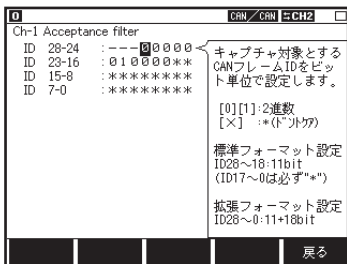 0 CAN/CAN ⇆CH2
Ch-1 Acceptance filter
ID 28-24 :---00000
ID 23-16 :010000**
ID 15-8 :********
ID 7-0 :********
キャプチャ対象とする
CANフレームIDをビッ
ト単位で設定します。
[0][1]:2進数
[×] :*(ドントケア)
標準フォーマット設定
ID28~18:11bit
(ID17~0は必ず"*")
拡張フォーマット設定
ID28~0:11+18bit
戻る